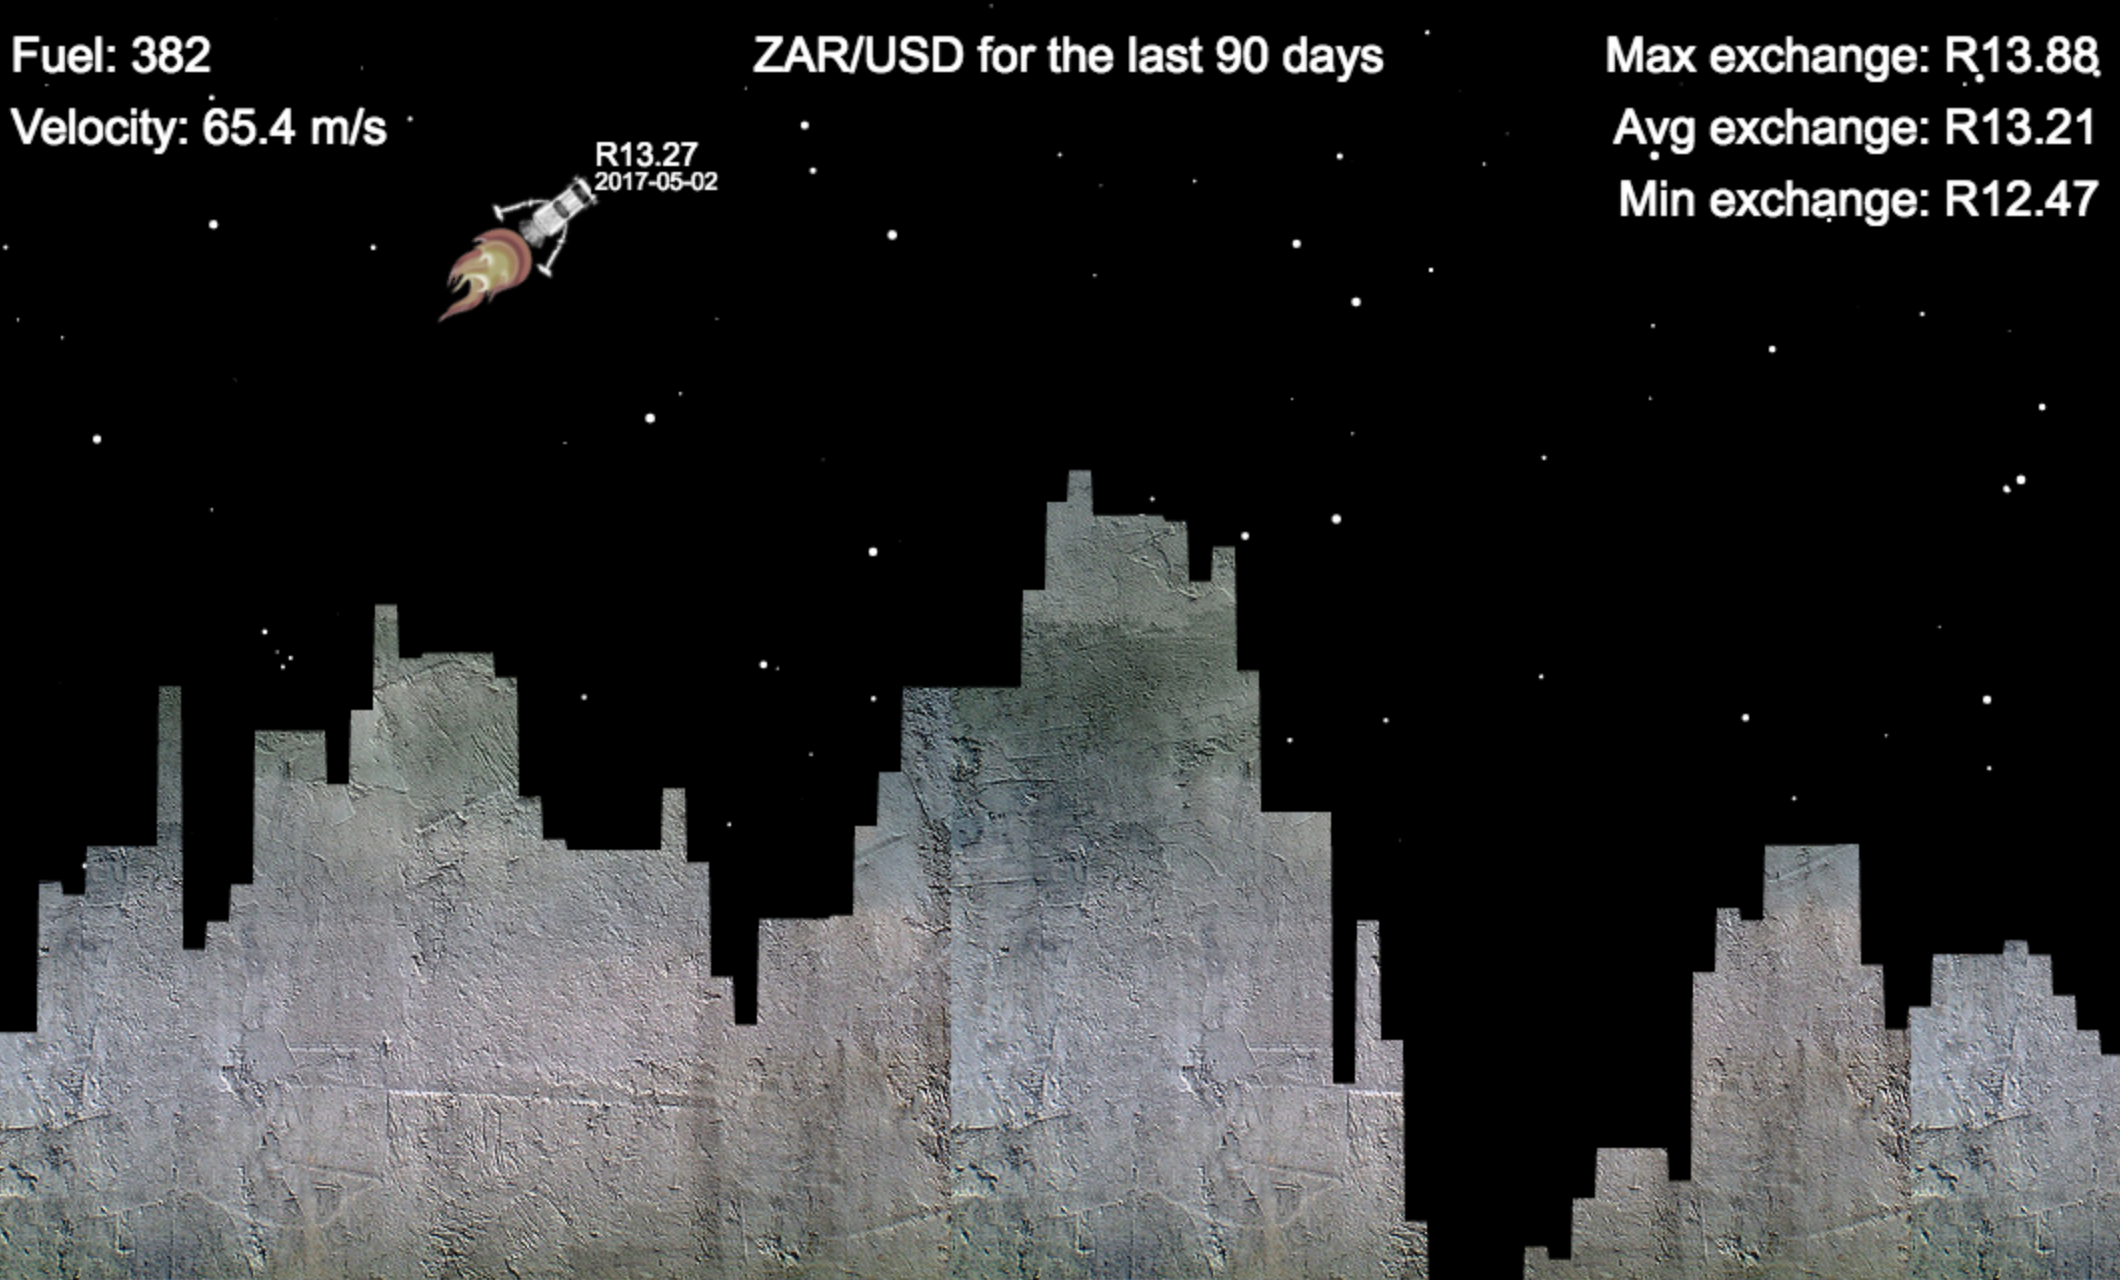 Fuel: 382
Velocity: 65.4 m/s
ZAR/USD for the last 90 days
Max exchange: R13.88
Avg exchange: R13.21
Min exchange: R12.47
R13.27
2017-05-02